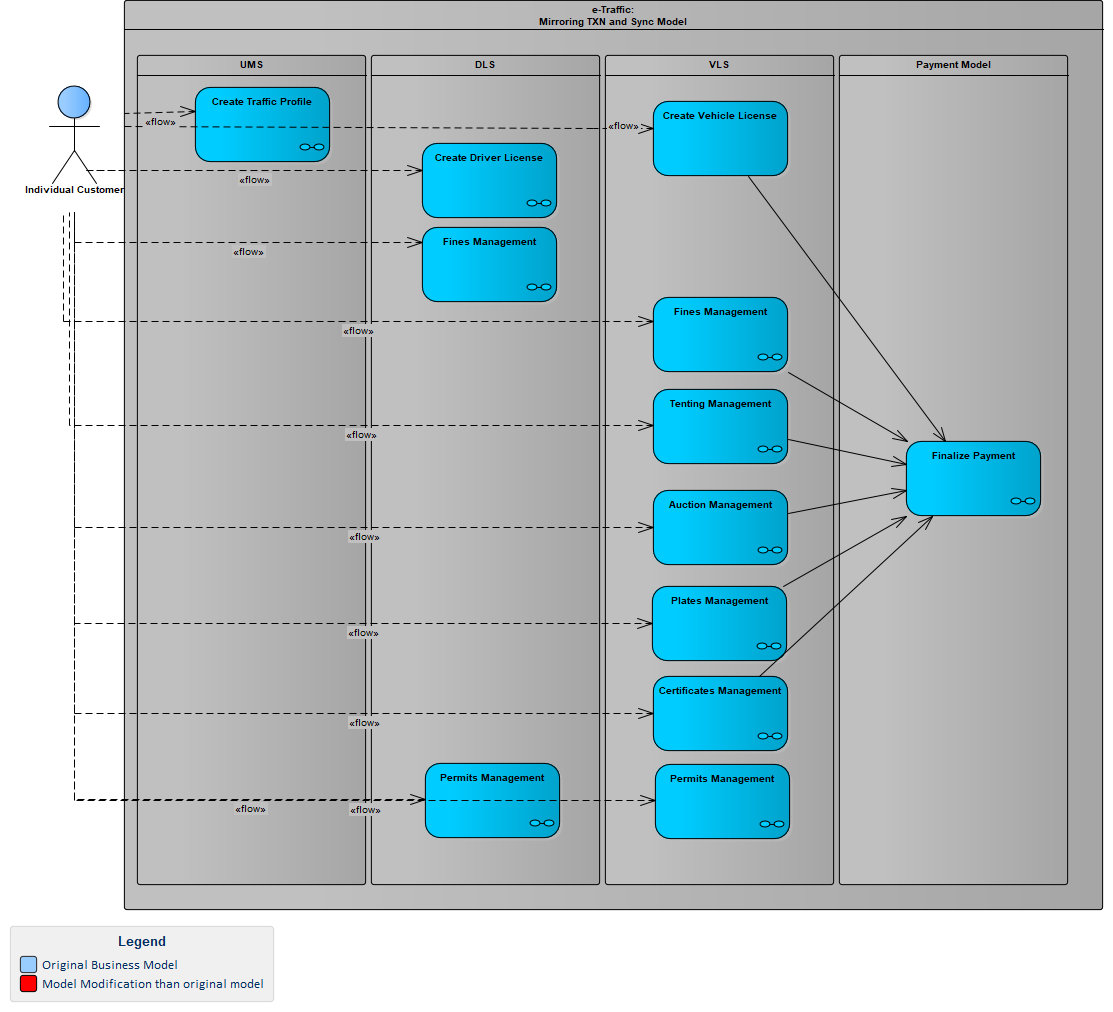 e-Traffic:
Mirroring TXN and Sync Model
UMS
DLS
VLS
Payment Model
Create Traffic Profile
«flow»
«flow»
Create Vehicle License
Create Driver License
«flow»
Individual Customer
Fines Management
«flow»
Fines Management
«flow»
Tenting Management
«flow»
Finalize Payment
Auction Management
«flow»
Plates Management
«flow»
Certificates Management
«flow»
Permits Management
Permits Management
«flow»
«flow»
Legend
Original Business Model
Model Modification than original model